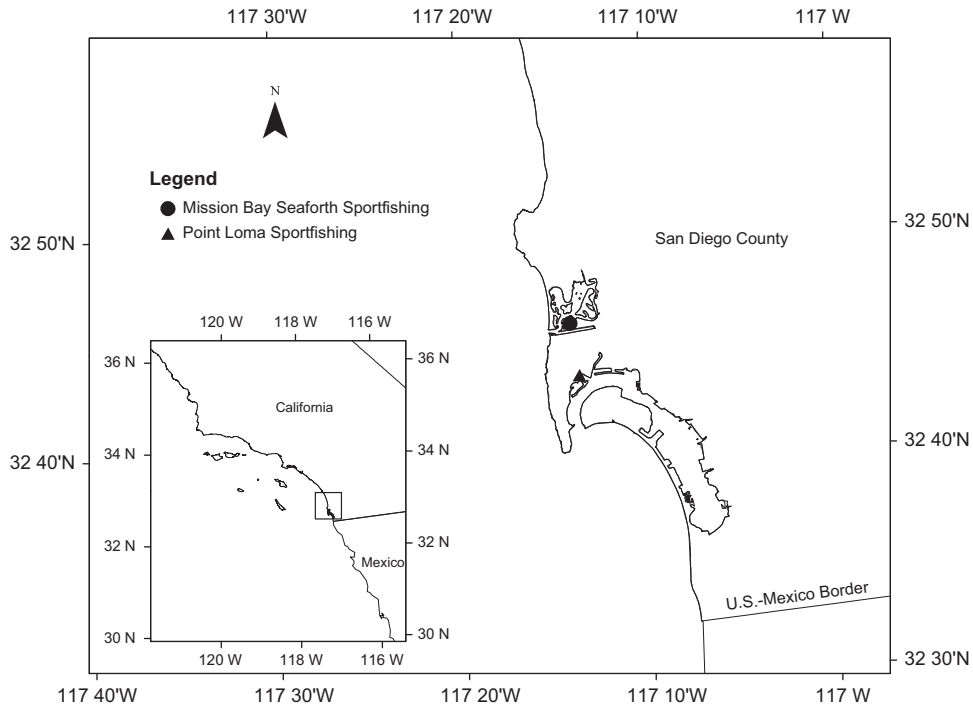 117 30'W 117 20'W 117 10'W 117 W
N
Legend
Mission Bay Seaforth Sportfishing
Point Loma Sportfishing
32 50'N
32 50'N
San Diego County
120 W 118 W 116 W
36 N
36 N
California
34 N
34 N
32 40'N
32 40'N
32 N
32 N
Mexico
U.S.-Mexico Border
30 N
30 N
120 W 118 W 116 W
32 30'N
117 40'W 117 30'W 117 20'W 117 10'W 117 W